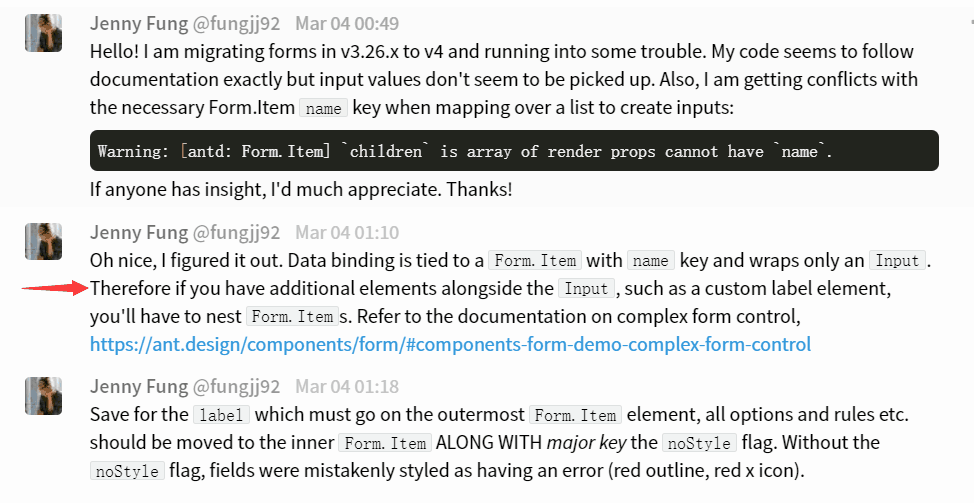 Jenny Fung @fungjj92 Mar 04 00:49
Hello! I am migrating forms in v3.26.x to v4 and running into some trouble. My code seems to follow
documentation exactly but input values don't seem to be picked up. Also, I am getting conflicts with
the necessary Form.Item name key when mapping over a list to create inputs:
Warning: [antd: Form.Item] `children` is array of render props cannot have `name`.
If anyone has insight, I'd much appreciate. Thanks!
Jenny Fung @fungjj92 Mar 04 01:10
Oh nice, I figured it out. Data binding is tied to a Form.Item with name key and wraps only an Input.
Therefore if you have additional elements alongside the Input, such as a custom label element,
you'll have to nest Form.Items. Refer to the documentation on complex form control,
https://ant.design/components/form/#components-form-demo-complex-form-control
Jenny Fung @fungjj92 Mar 04 01:18
Save for the label which must go on the outermost Form.Item element, all options and rules etc.
should be moved to the inner Form.Item ALONG WITH major key the noStyle flag. Without the
noStyle flag, fields were mistakenly styled as having an error (red outline, red x icon).